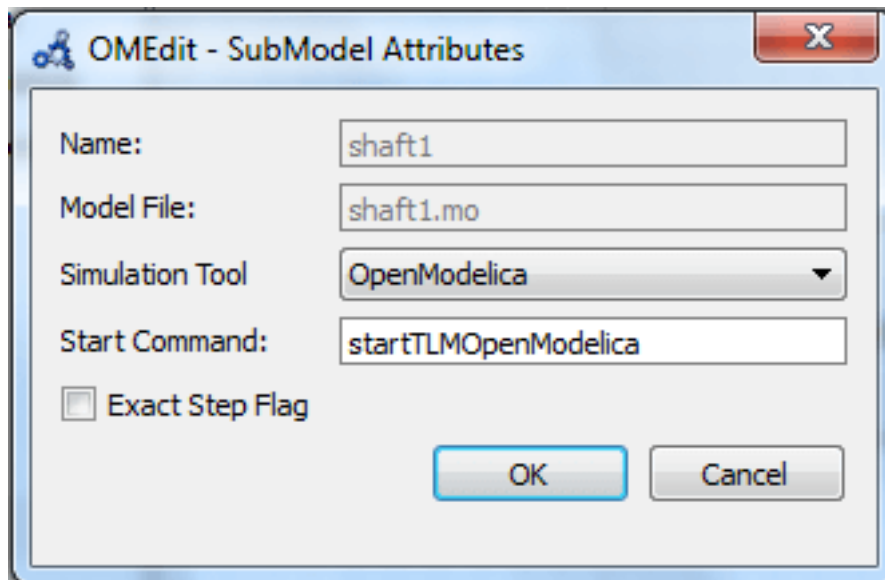 OMEdit - SubModel Attributes
Name: shaft1
Model File: shaft1.mo
Simulation Tool OpenModelica
Start Command: startTLMOpenModelica
Exact Step Flag
OK Cancel